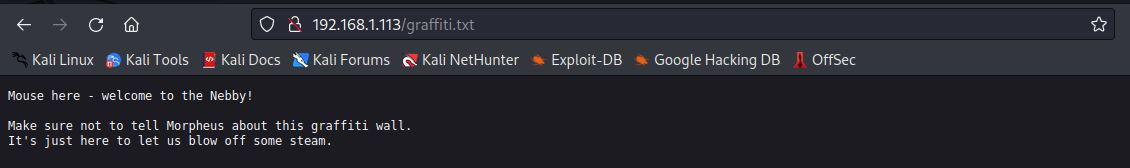 192.168.1.113/graffiti.txt
Kali Linux Kali Tools Kali Docs Kali Forums Kali NetHunter Exploit-DB Google Hacking DB OffSec
Mouse here - welcome to the Nebby!
Make sure not to tell Morpheus about this graffiti wall.
It's just here to let us blow off some steam.